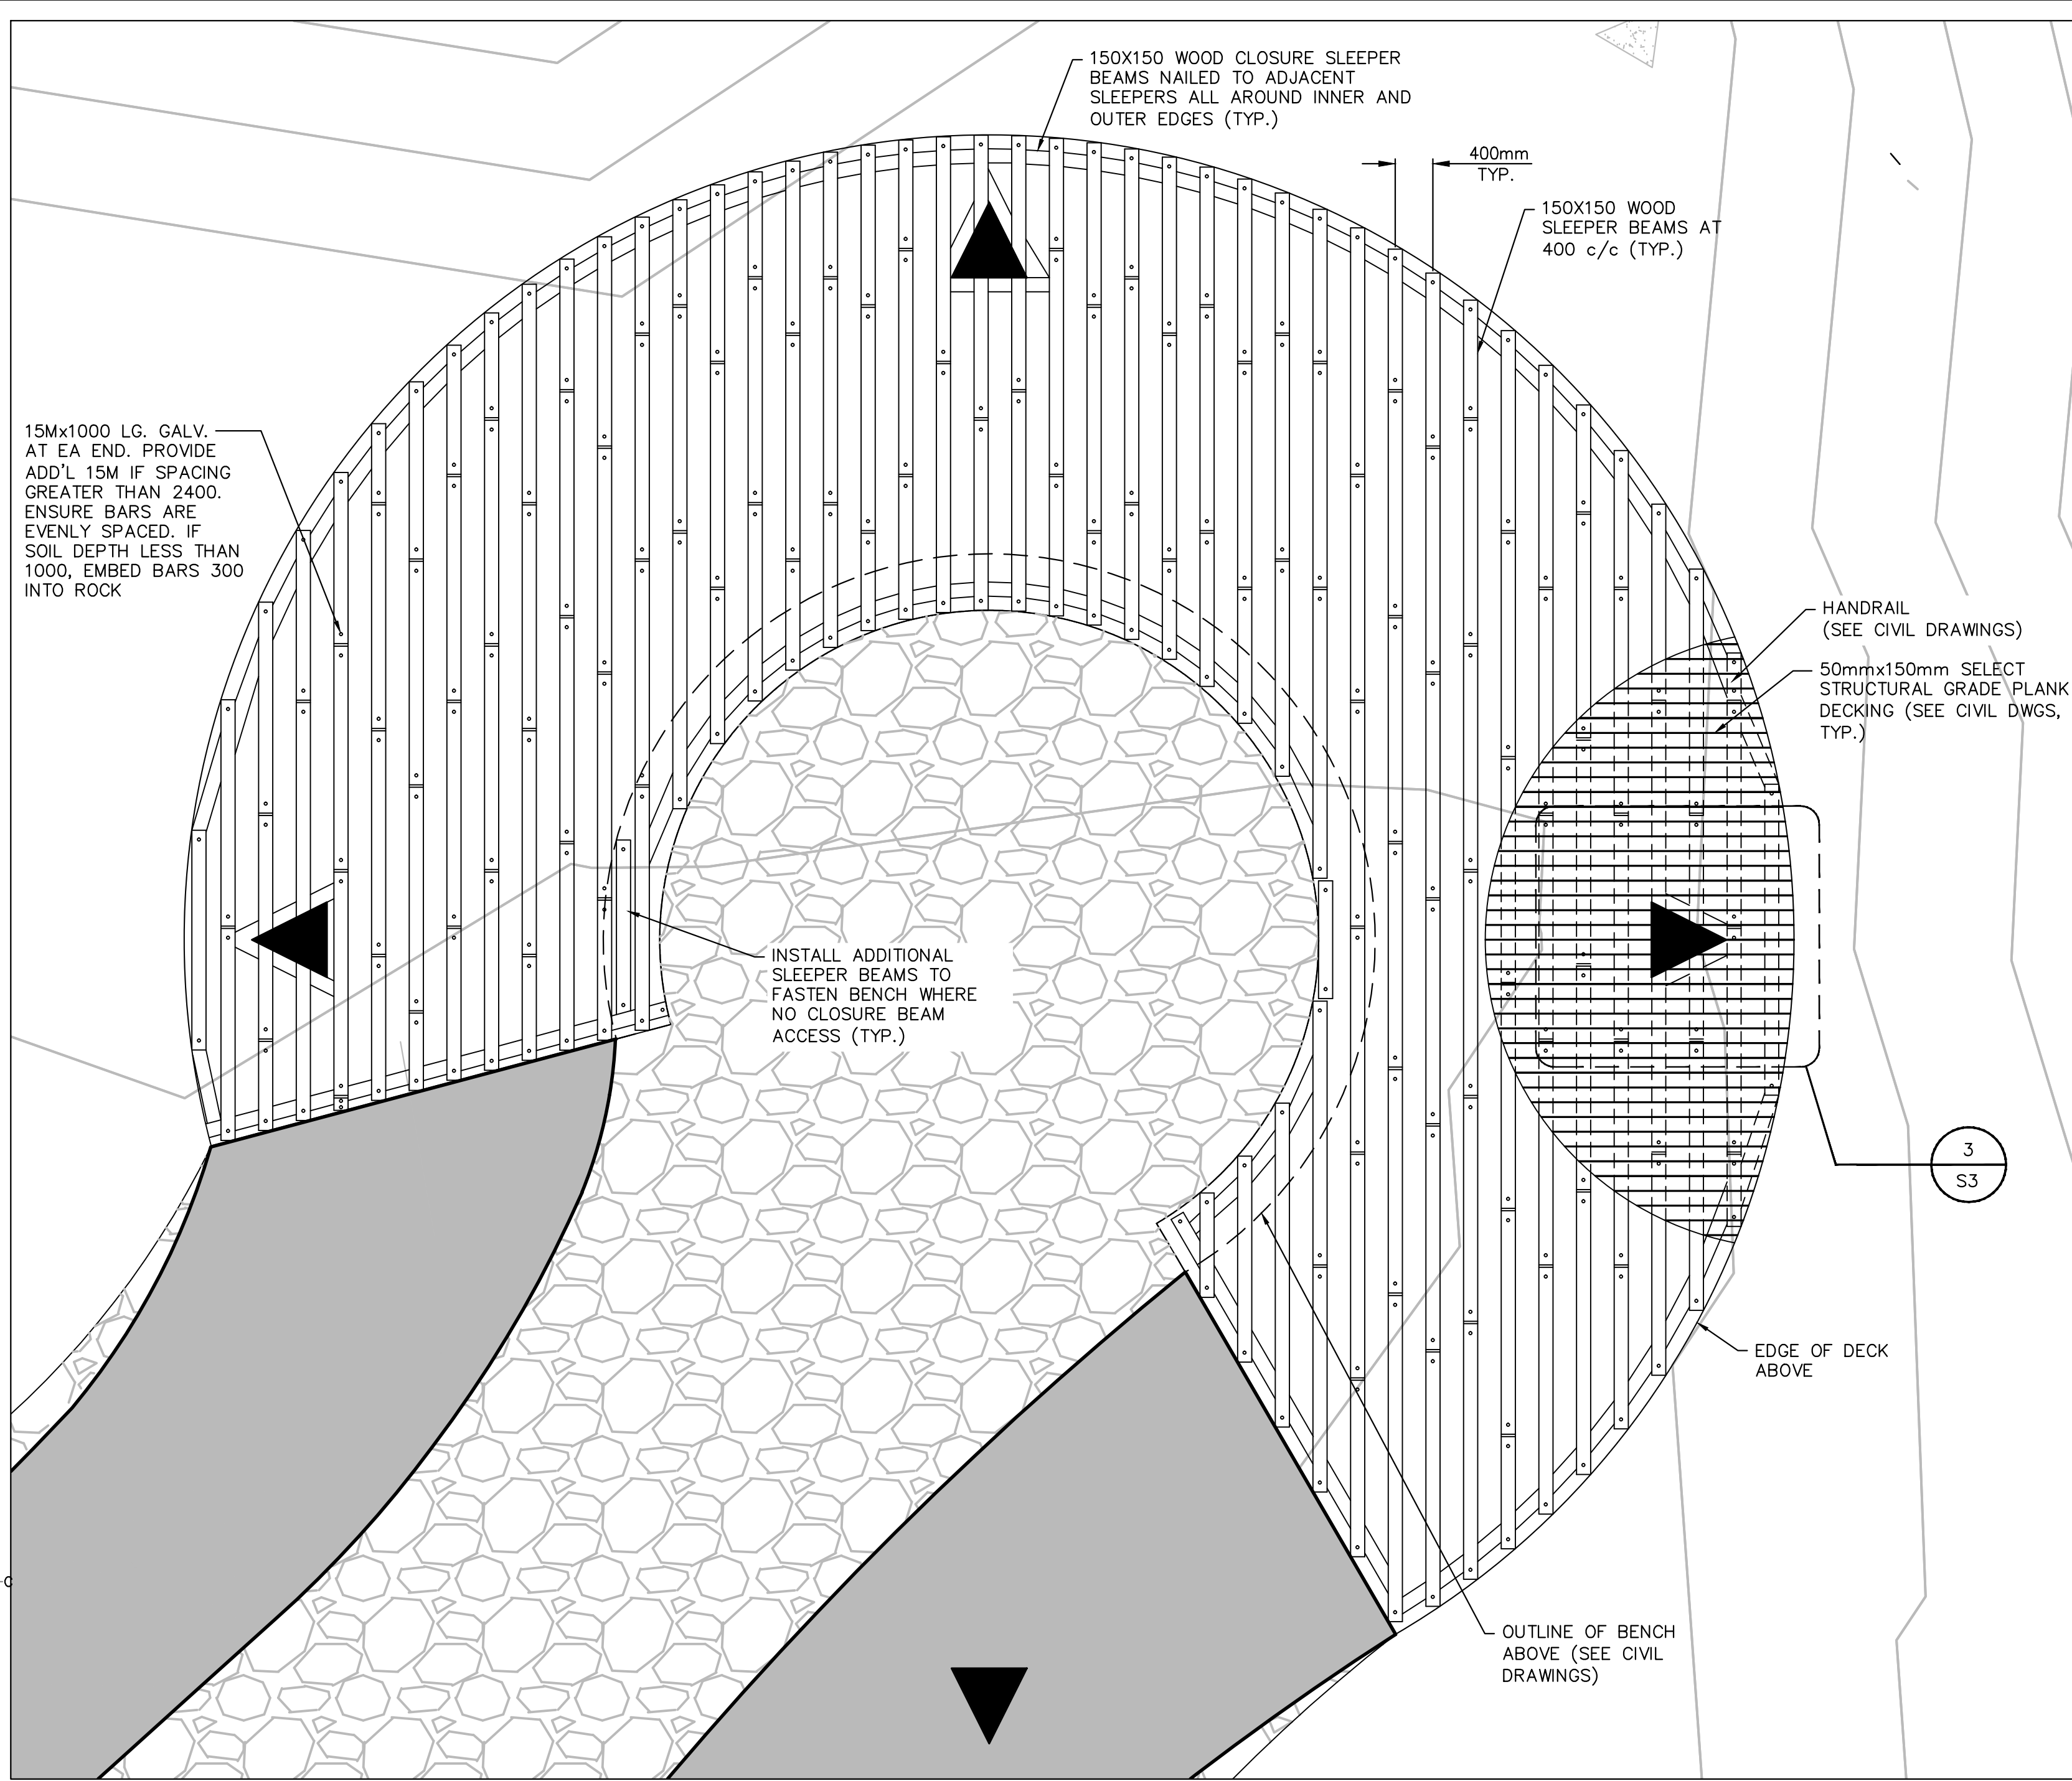 150X150 WOOD CLOSURE SLEEPER
BEAMS NAILED TO ADJACENT
SLEEPERS ALL AROUND INNER AND
OUTER EDGES (TYP.)
400mm
TYP.
150X150 WOOD
SLEEPER BEAMS AT
400 c/c (TYP.)
15Mx1000 LG. GALV.
AT EA END. PROVIDE
ADD'L 15M IF SPACING
GREATER THAN 2400.
ENSURE BARS ARE
EVENLY SPACED. IF
SOIL DEPTH LESS THAN
1000, EMBED BARS 300
INTO ROCK
HANDRAIL
(SEE CIVIL DRAWINGS)
50mmx150mm SELECT
STRUCTURAL GRADE PLANK
DECKING (SEE CIVIL DWGS,
TYP.)
INSTALL ADDITIONAL
SLEEPER BEAMS TO
FASTEN BENCH WHERE
NO CLOSURE BEAM
ACCESS (TYP.)
3
S3
EDGE OF DECK
ABOVE
OUTLINE OF BENCH
ABOVE (SEE CIVIL
DRAWINGS)